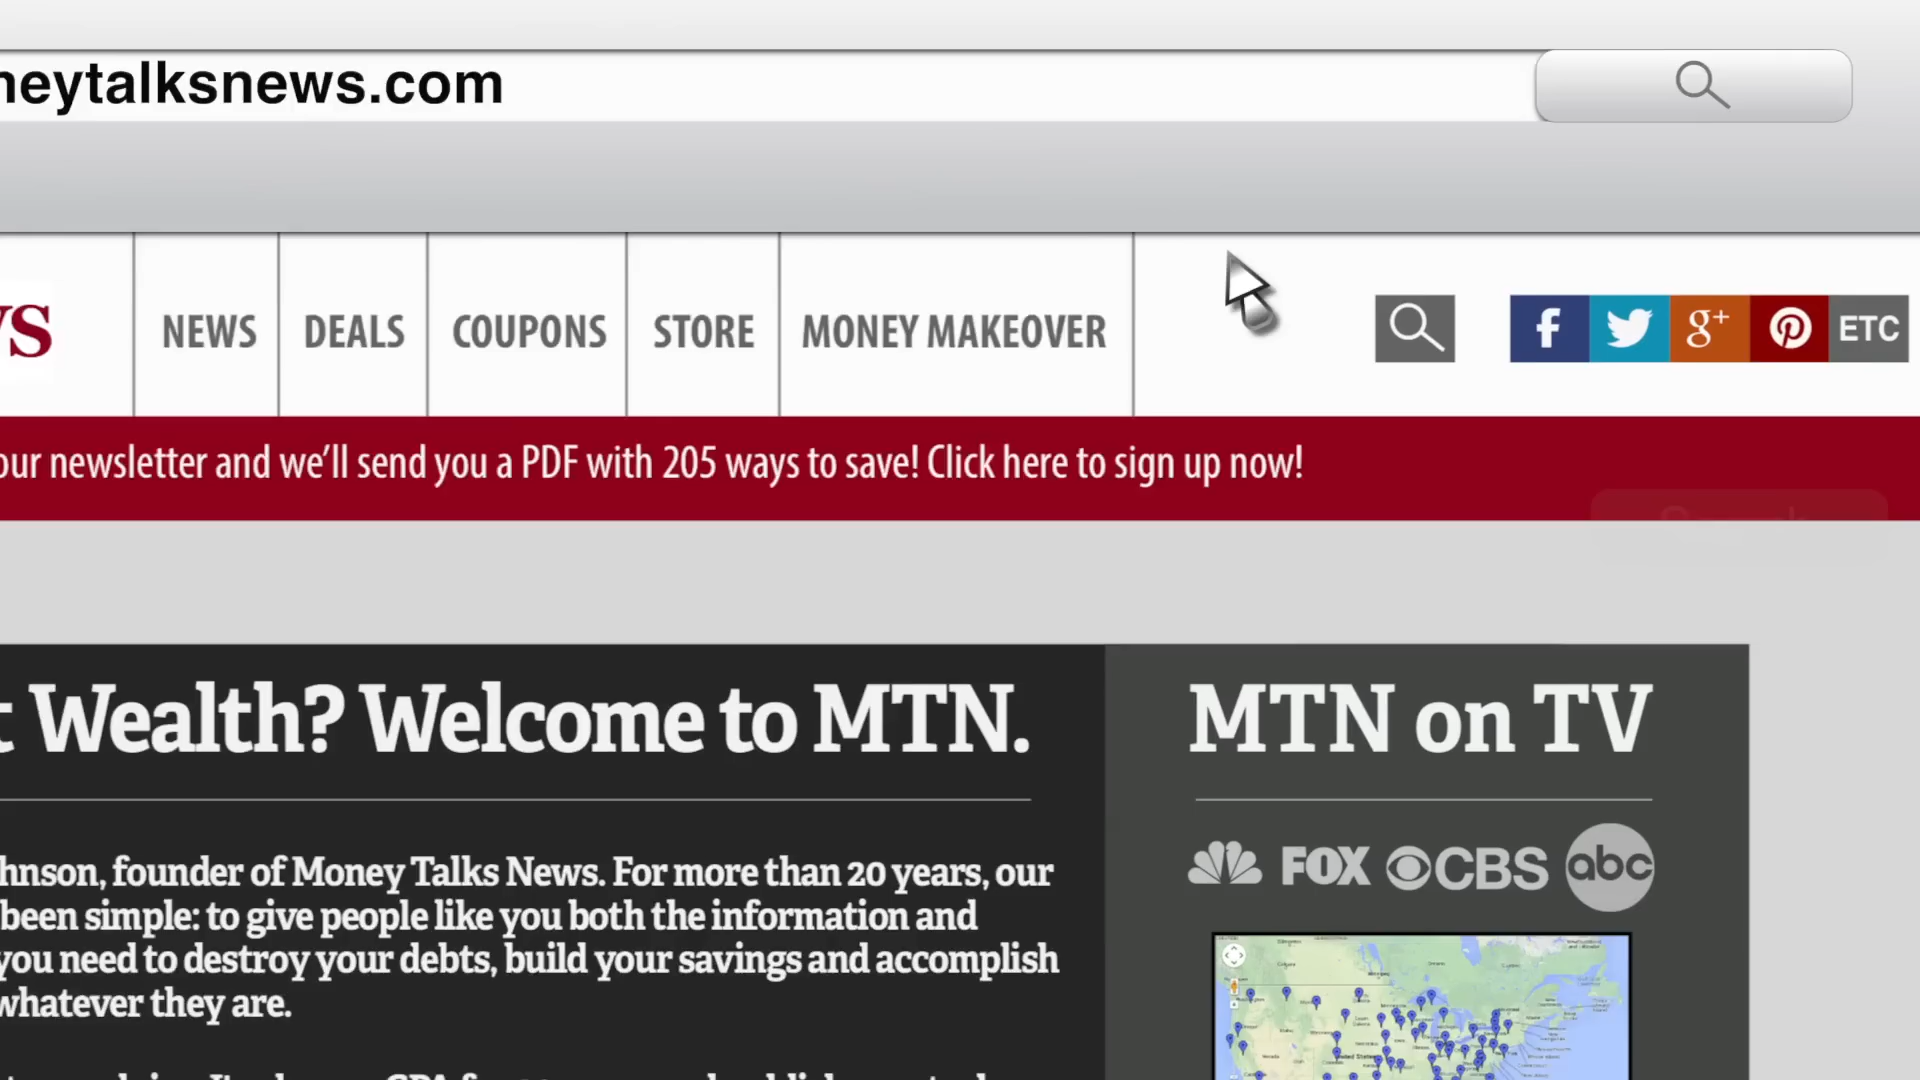 neytalksnews.com
NEWS
DEALS
COUPONS
STORE
MONEY MAKEOVER
f
g+
ETC
our newsletter and we’ll send you a PDF with 205 ways to save! Click here to sign up now!
t Wealth? Welcome to MTN.
MTN on TV
FOX
CBS
abc
hnson, founder of Money Talks News. For more than 20 years, our
been simple: to give people like you both the information and
you need to destroy your debts, build your savings and accomplish
whatever they are.